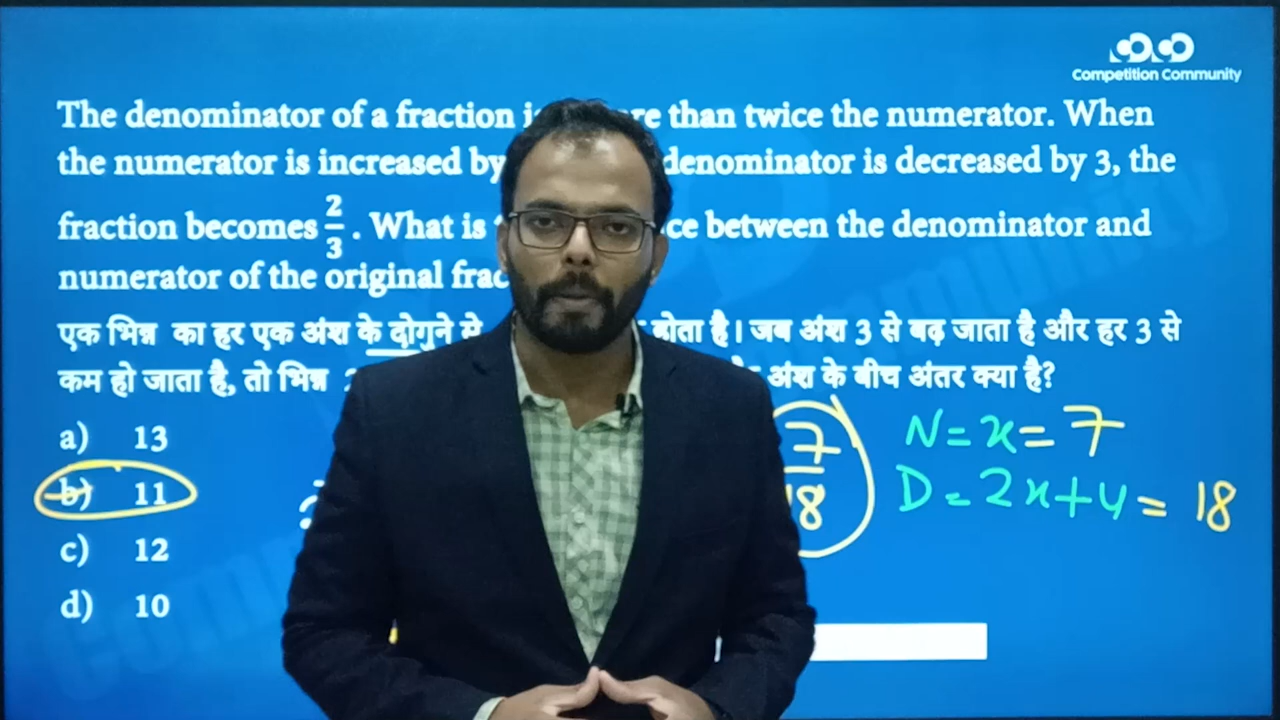 Competition Community
The denominator of a fraction than twice the numerator. When
the numerator is increased by denominator is decreased by 3, the
fraction becomes 2/3 . What is between the denominator and
numerator of the original
एक भिन्न का हर एक अंश के दोगुने से होता है। जब अंश 3 से बढ़ जाता है और हर 3 से
कम हो जाता है, तो भिन्न अंश के बीच अंतर क्या है?
a) 13
b) 11
c) 12
d) 10
7
18
N = x = 7
D = 2x+4 = 18